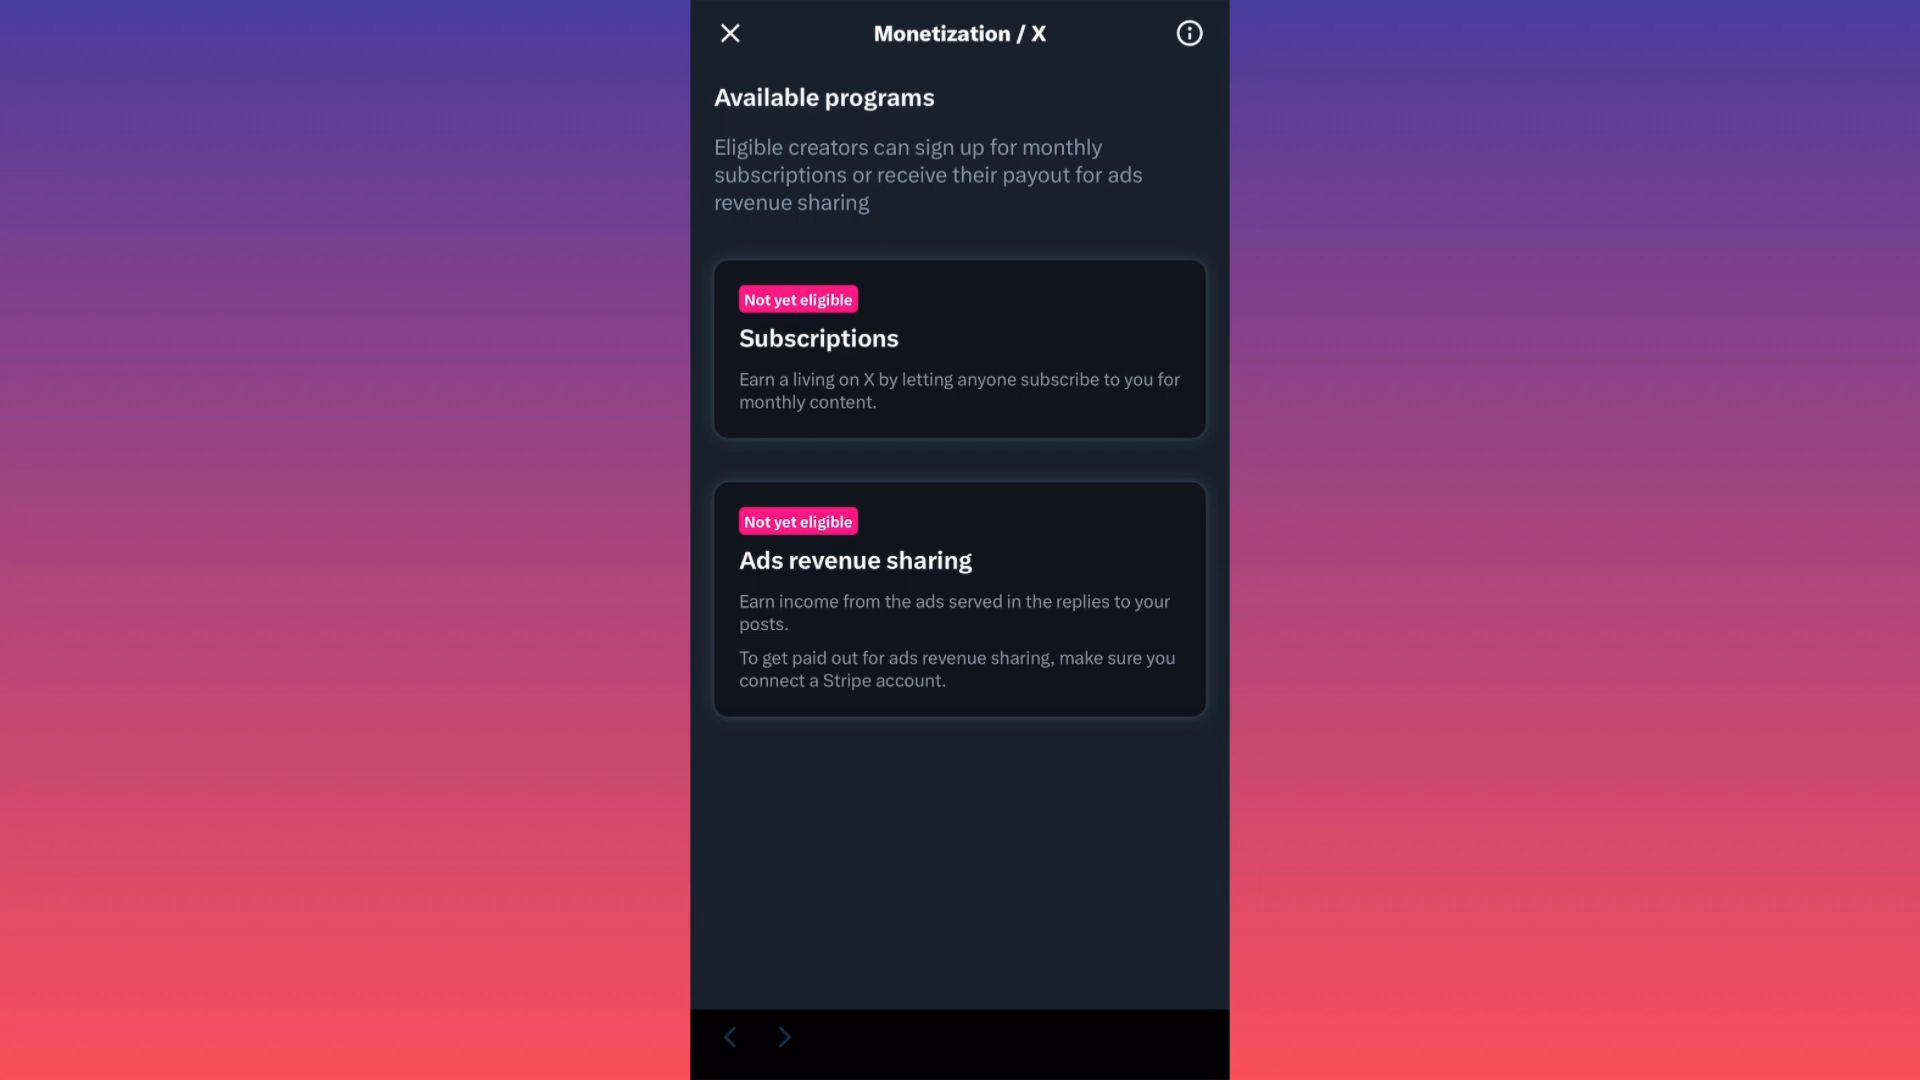 Monetization / X
Available programs
Eligible creators can sign up for monthly
subscriptions or receive their payout for ads
revenue sharing
Not yet eligible
Subscriptions
Earn a living on X by letting anyone subscribe to you for
monthly content.
Not yet eligible
Ads revenue sharing
Earn income from the ads served in the replies to your
posts.
To get paid out for ads revenue sharing, make sure you
connect a Stripe account.